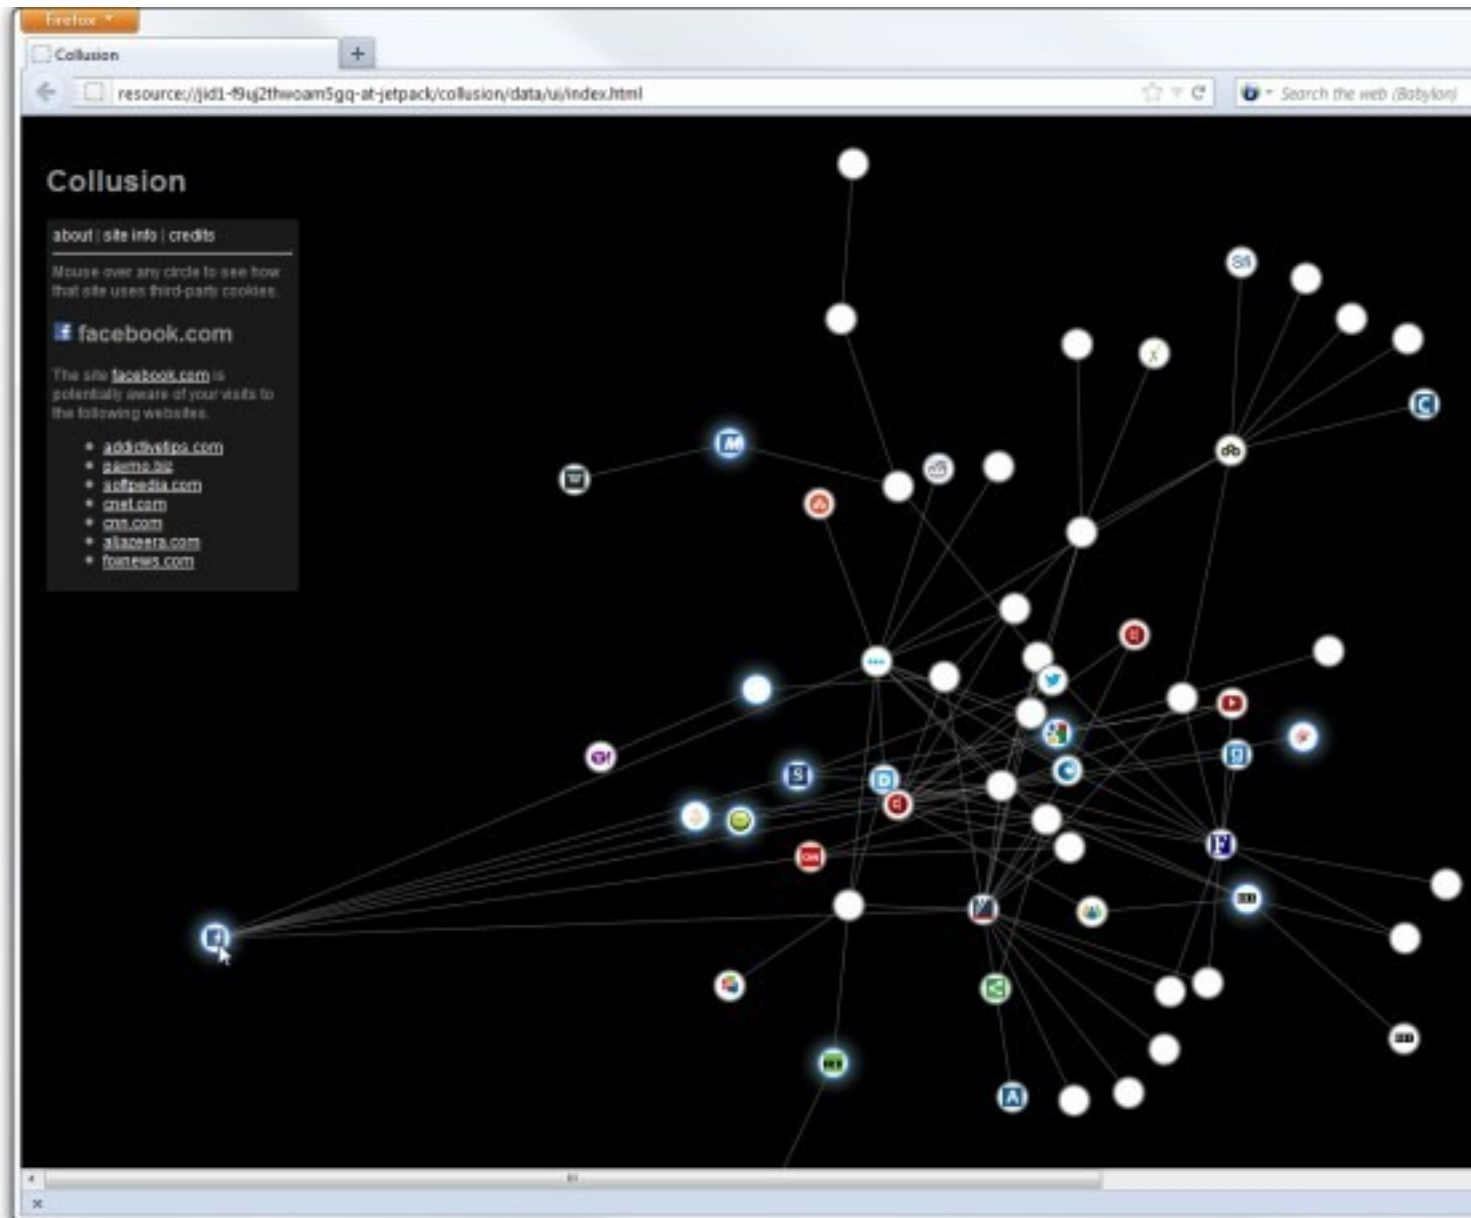 Firefox
Collusion
resource://jid1-f9uj2thwoam5gq-at-jetpack/collusion/data/ui/index.html
Search the web (Babylon)
Collusion
about | site info | credits
Mouse over any circle to see how
that site uses third-party cookies.
facebook.com
The site facebook.com is
potentially aware of your visits to
the following websites.
addictivetips.com
softpedia.com
cnet.com
cnn.com
aljazeera.com
foxnews.com